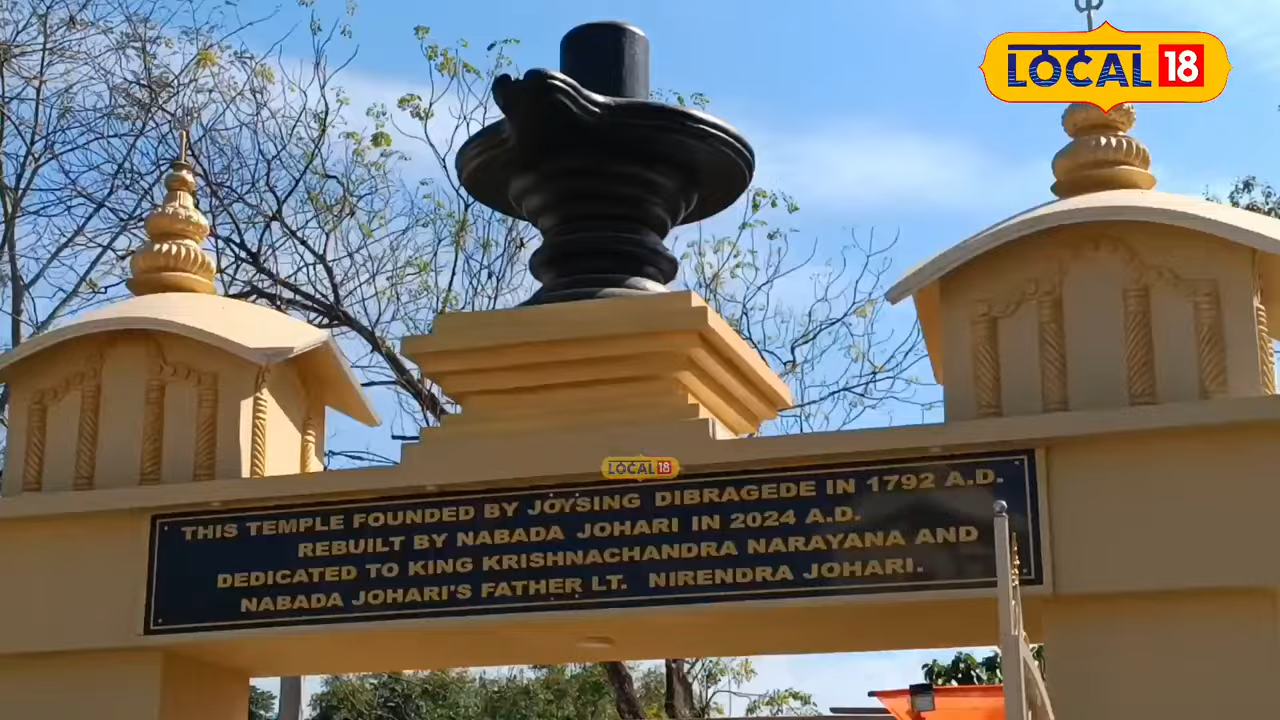 LOCAL 18
LOCAL 18
THIS TEMPLE FOUNDED BY JOYSING DIBRAGEDE IN 1792 A.D.
REBUILT BY NABADA JOHARI IN 2024 A.D.
DEDICATED TO KING KRISHNACHANDRA NARAYANA AND
NABADA JOHARI'S FATHER LT. NIRENDRA JOHARI.